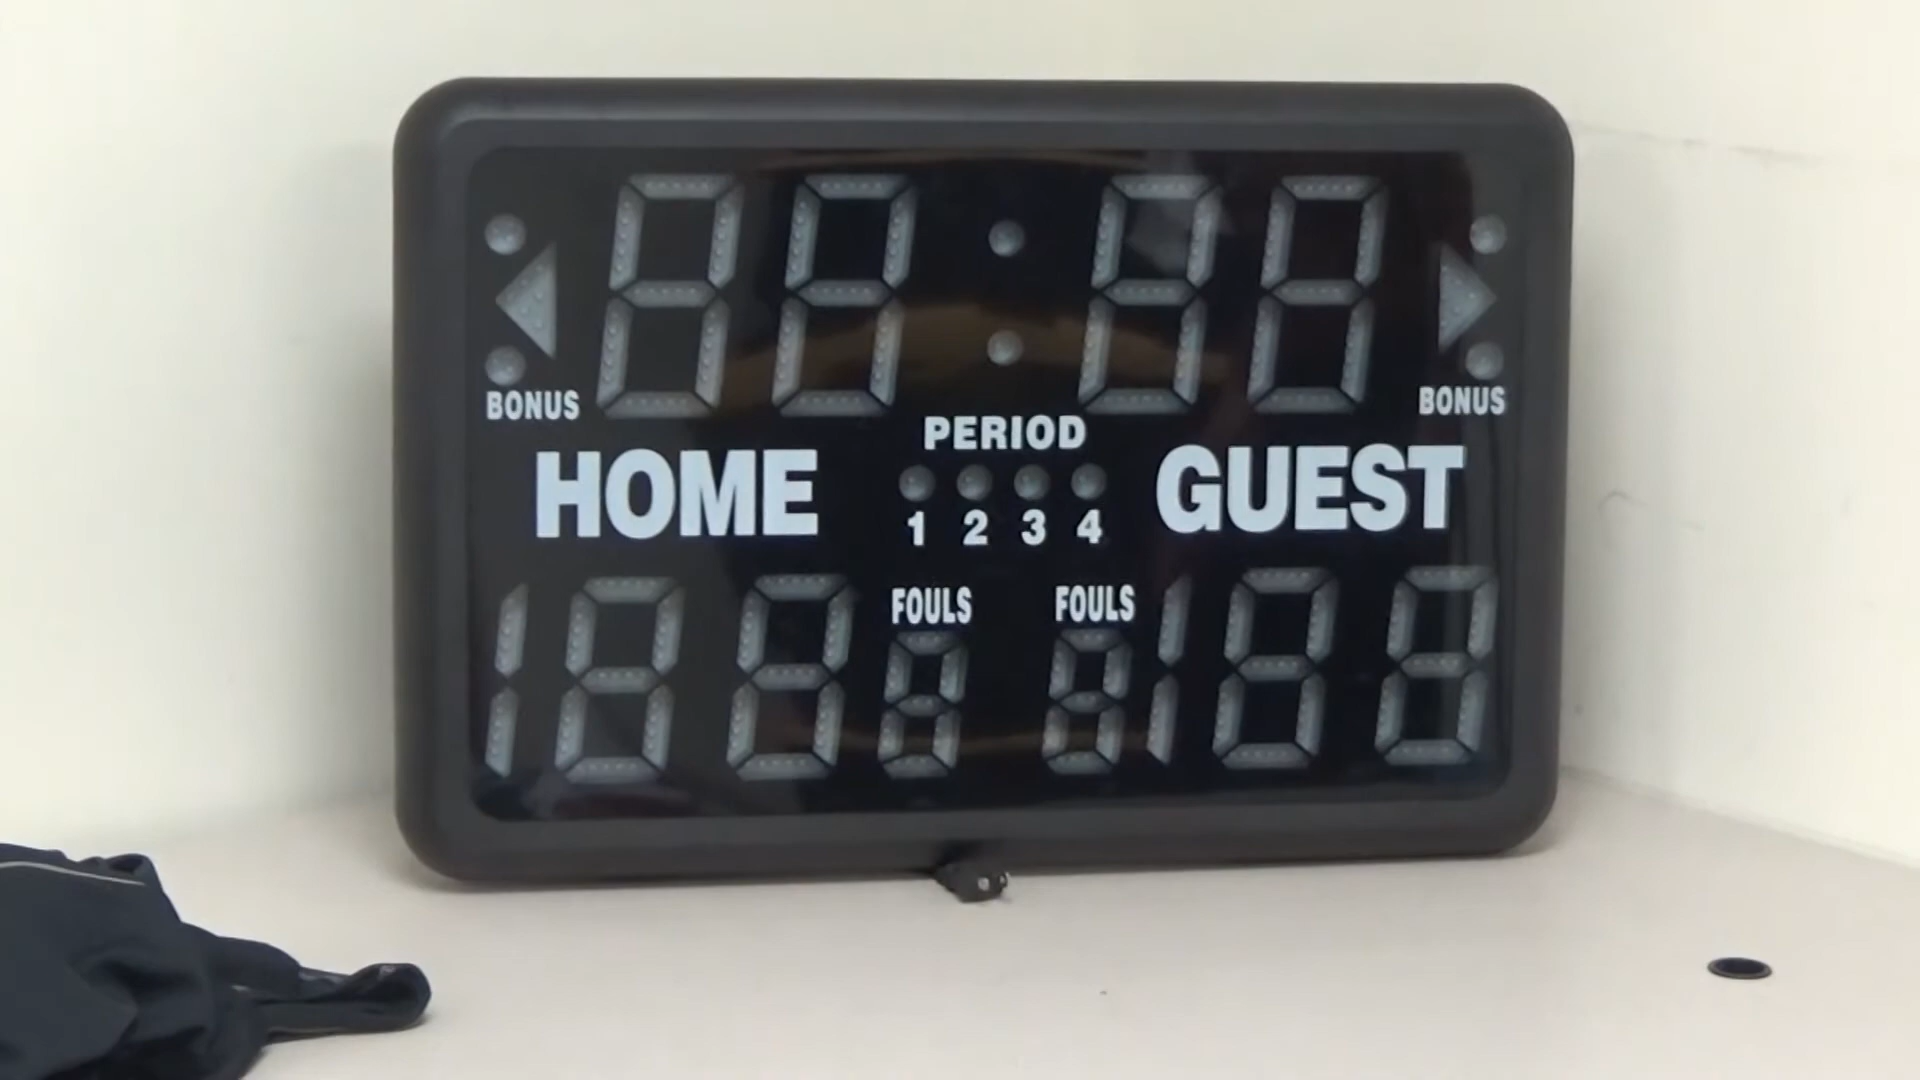 BONUS BONUS
PERIOD
HOME GUEST
1 2 3 4
FOULS FOULS